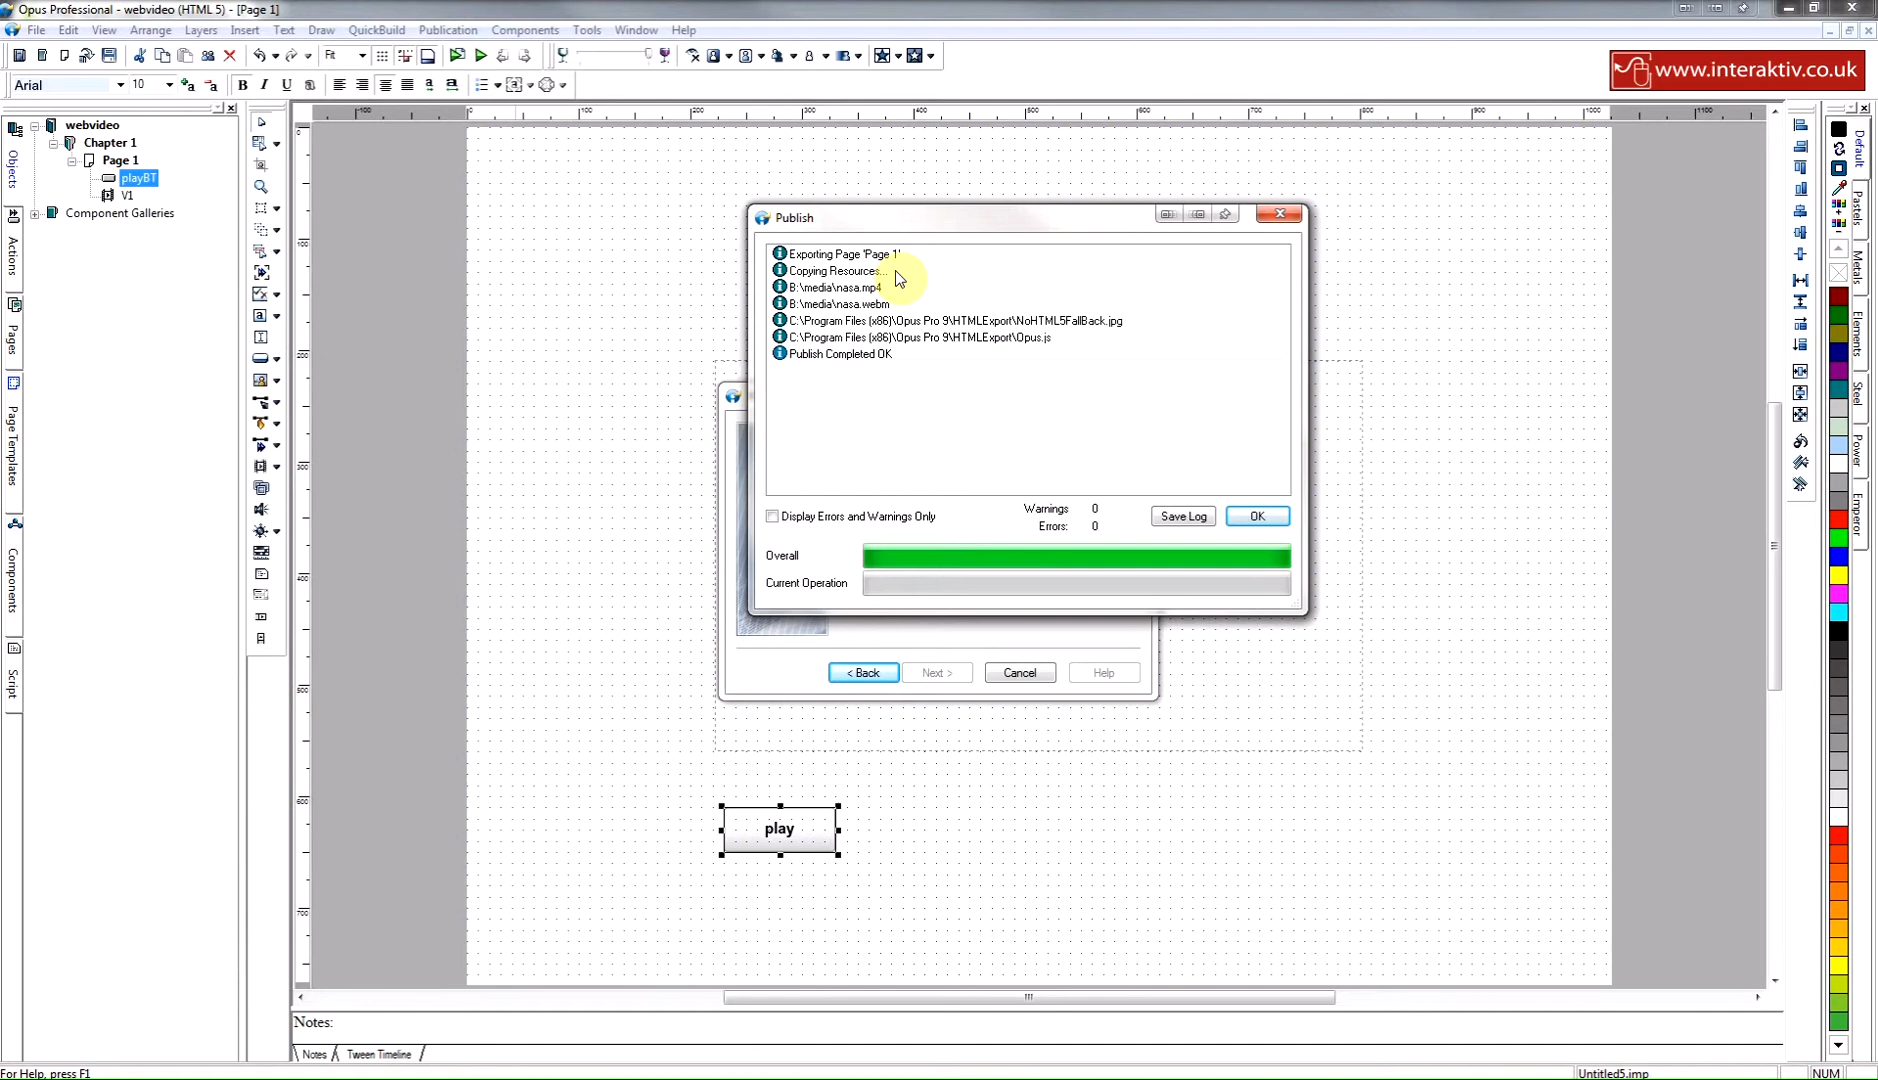 Opus Professional - webvideo (HTML 5) - [Page 1]
File Edit View Arrange Layers Insert Text Draw QuickBuild Publication Components Tools Window Help
Fit
www.interaktiv.co.uk
Arial 10 B I U
webvideo
Chapter 1
Page 1
playBT
V1
Component Galleries
Objects
Actions
Pages
Page Templates
Components
Script
Publish
Exporting Page 'Page 1'
Copying Resources...
B:\media\nasa.mp4
B:\media\nasa.webm
C:\Program Files (x86)\Opus Pro 9\HTMLExport\NoHTML5FallBack.jpg
C:\Program Files (x86)\Opus Pro 9\HTMLExport\Opus.js
Publish Completed OK
Display Errors and Warnings Only
Warnings 0
Errors: 0
Save Log
OK
Overall
Current Operation
< Back
Next >
Cancel
Help
play
Default
Pastels
Metals
Elements
Steel
Power
Emperor
Notes:
Notes
Tween Timeline
For Help, press F1
Untitled5.imp
NUM